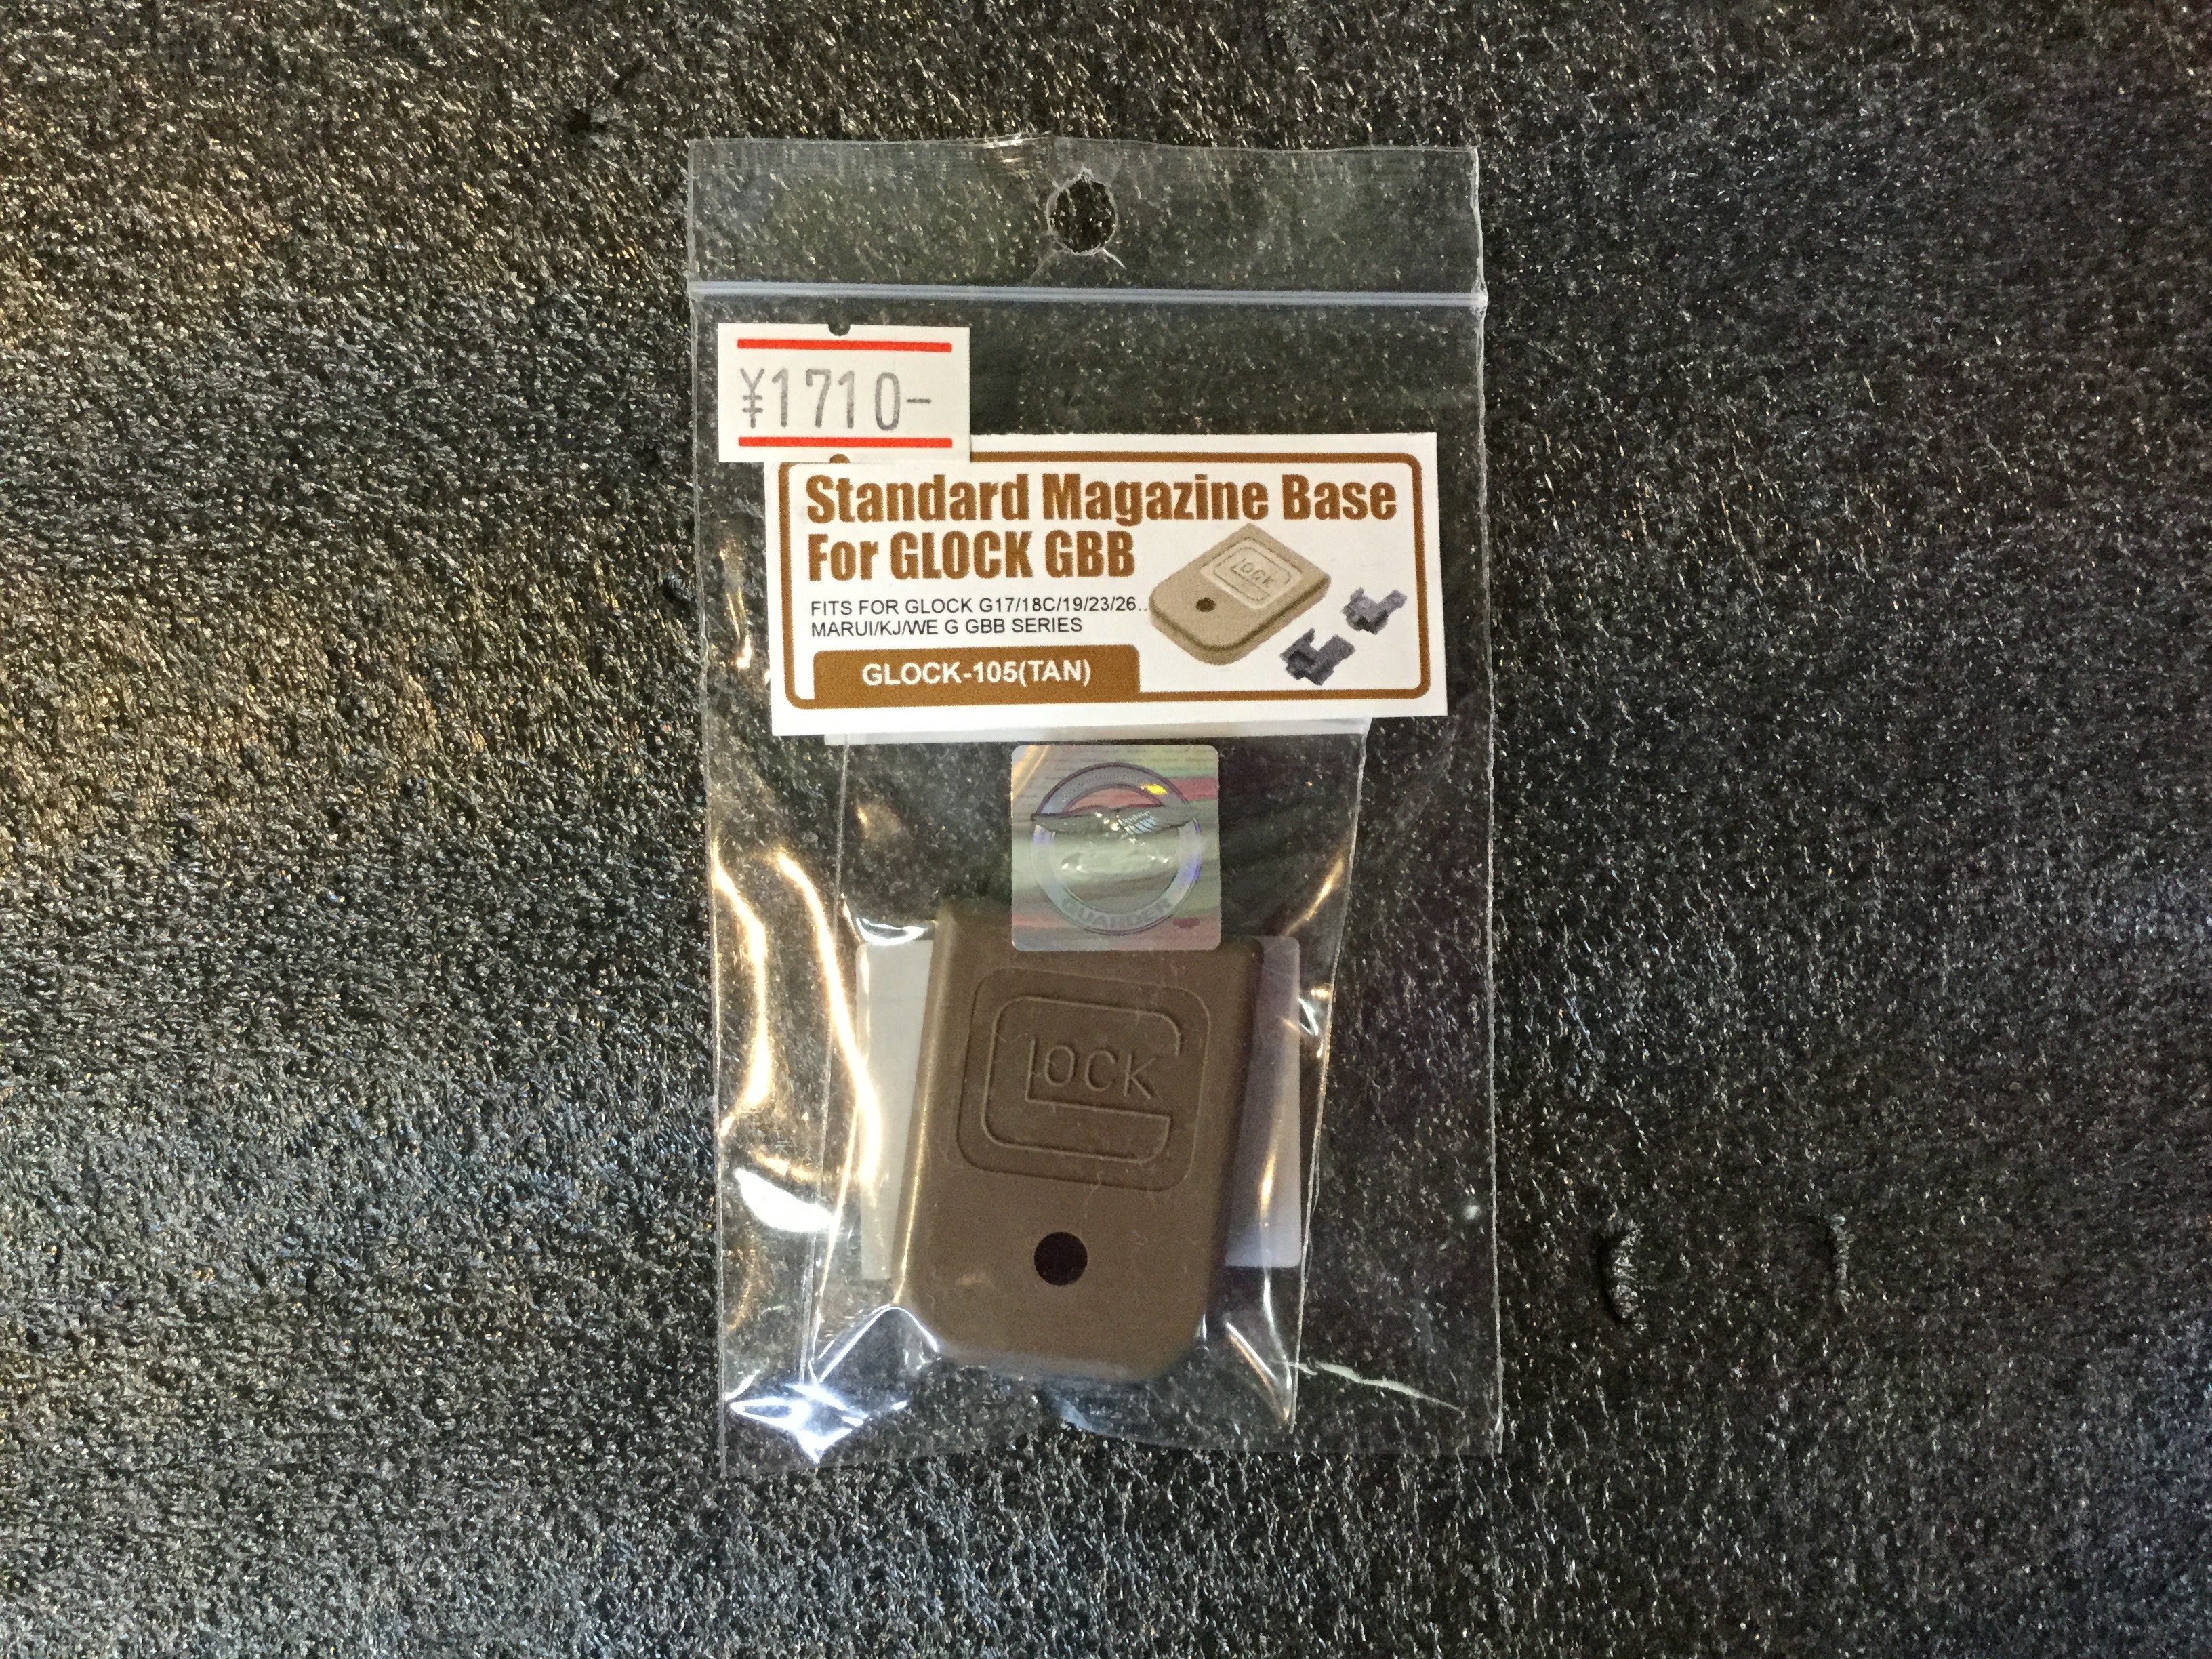 ¥1710-
Standard Magazine Base
For GLOCK GBB
FITS FOR GLOCK G17/18C/19/23/26...
MARUI/KJ/WE G GBB SERIES
GLOCK
GLOCK-105(TAN)
GUARDER
GLOCK